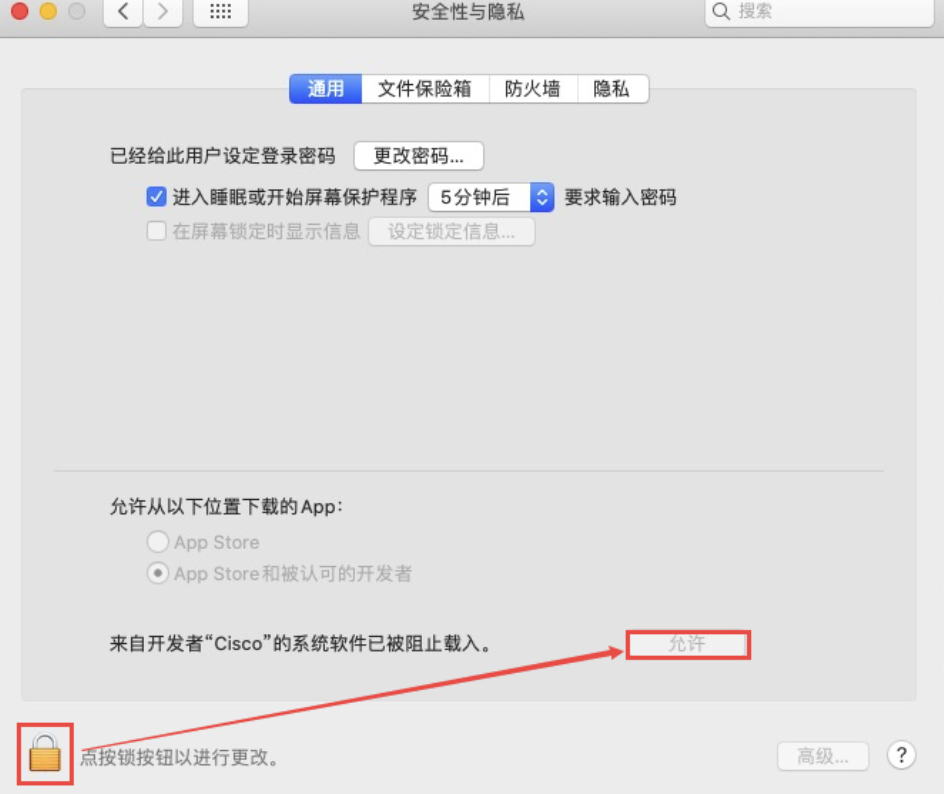 安全性与隐私
搜索
通用 文件保险箱 防火墙 隐私
已经给此用户设定登录密码 更改密码...
进入睡眠或开始屏幕保护程序 5分钟后 要求输入密码
在屏幕锁定时显示信息 设定锁定信息...
允许从以下位置下载的App：
App Store
App Store和被认可的开发者
来自开发者“Cisco”的系统软件已被阻止载入。 允许
点按锁按钮以进行更改。 高级... ?